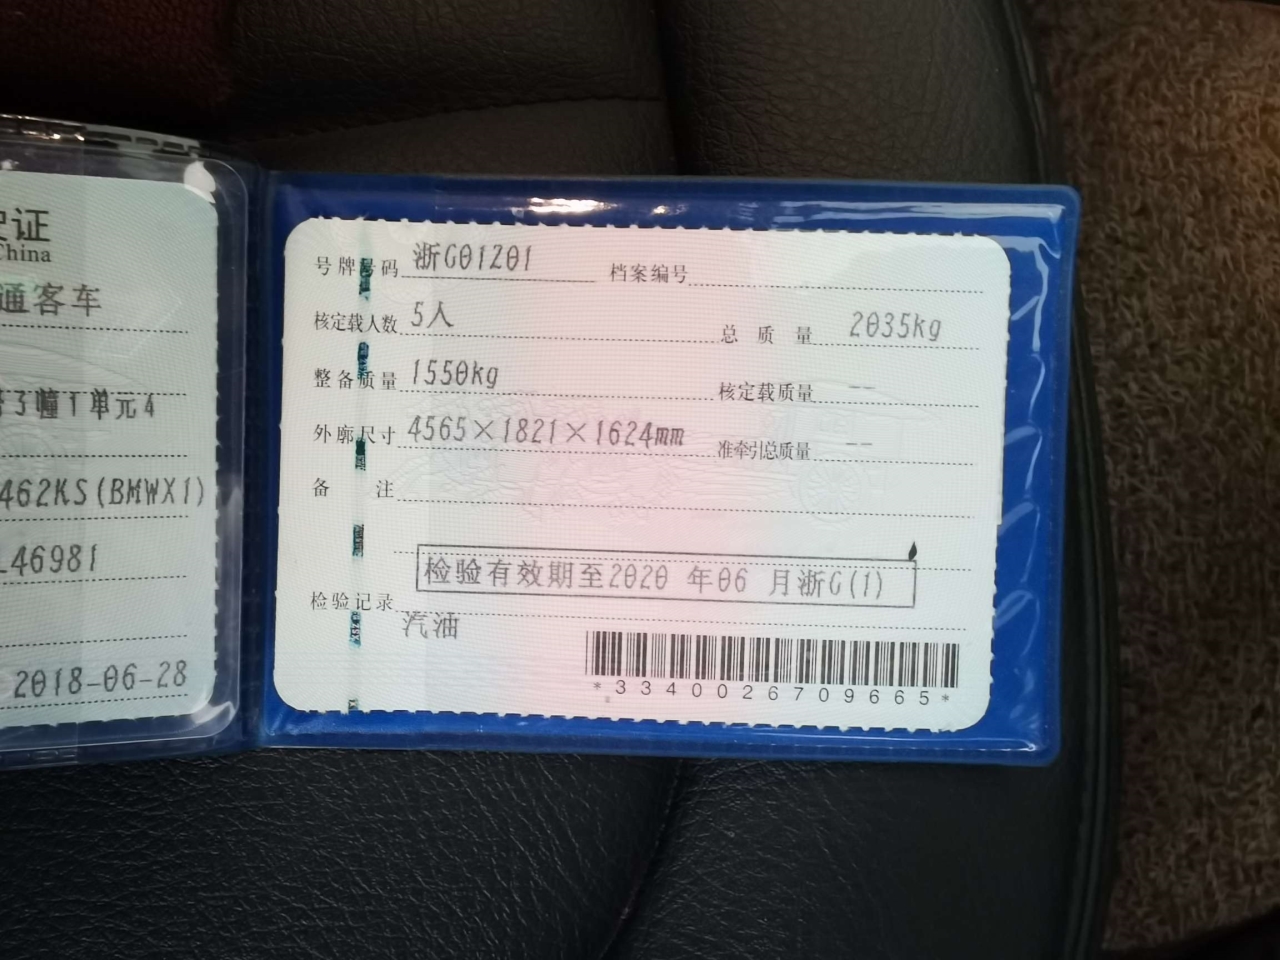 证
China
通客车
3幢1单元4
462KS(BMWX1)
L46981
2018-06-28
号牌号码 浙G01Z01 档案编号
核定载人数 5人 总质量 2035kg
整备质量 1550kg 核定载质量 --
外廓尺寸 4565×1821×1624mm 准牵引总质量 --
备注
检验有效期至2020 年06 月浙G(1)
检验记录
汽油
*3340026709665*